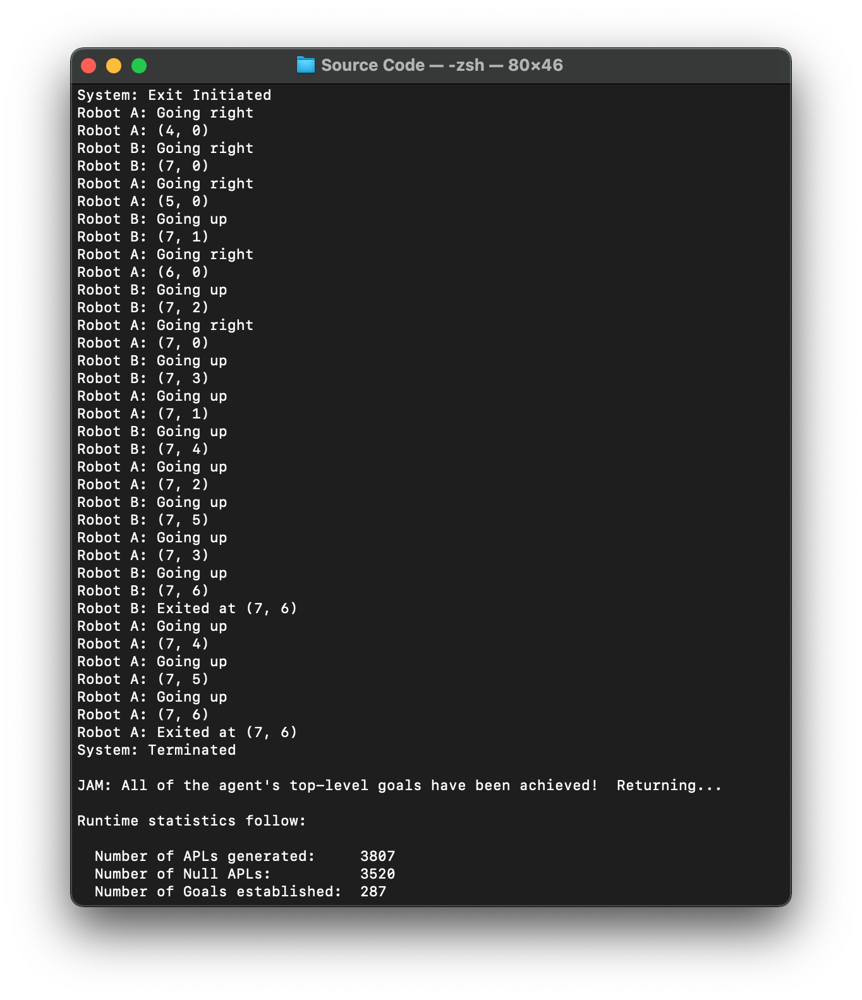 Source Code — -zsh — 80×46
System: Exit Initiated
Robot A: Going right
Robot A: (4, 0)
Robot B: Going right
Robot B: (7, 0)
Robot A: Going right
Robot A: (5, 0)
Robot B: Going up
Robot B: (7, 1)
Robot A: Going right
Robot A: (6, 0)
Robot B: Going up
Robot B: (7, 2)
Robot A: Going right
Robot A: (7, 0)
Robot B: Going up
Robot B: (7, 3)
Robot A: Going up
Robot A: (7, 1)
Robot B: Going up
Robot B: (7, 4)
Robot A: Going up
Robot A: (7, 2)
Robot B: Going up
Robot B: (7, 5)
Robot A: Going up
Robot A: (7, 3)
Robot B: Going up
Robot B: (7, 6)
Robot B: Exited at (7, 6)
Robot A: Going up
Robot A: (7, 4)
Robot A: Going up
Robot A: (7, 5)
Robot A: Going up
Robot A: (7, 6)
Robot A: Exited at (7, 6)
System: Terminated
JAM: All of the agent's top-level goals have been achieved!  Returning...
Runtime statistics follow:
  Number of APLs generated:     3807
  Number of Null APLs:          3520
  Number of Goals established:  287